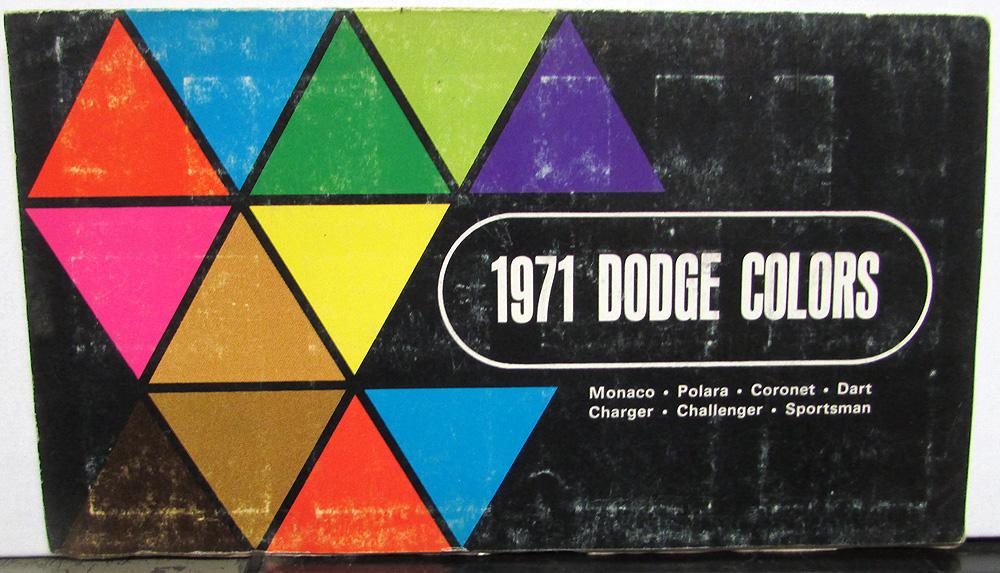 1971 DODGE COLORS
Monaco • Polara • Coronet • Dart
Charger • Challenger • Sportsman